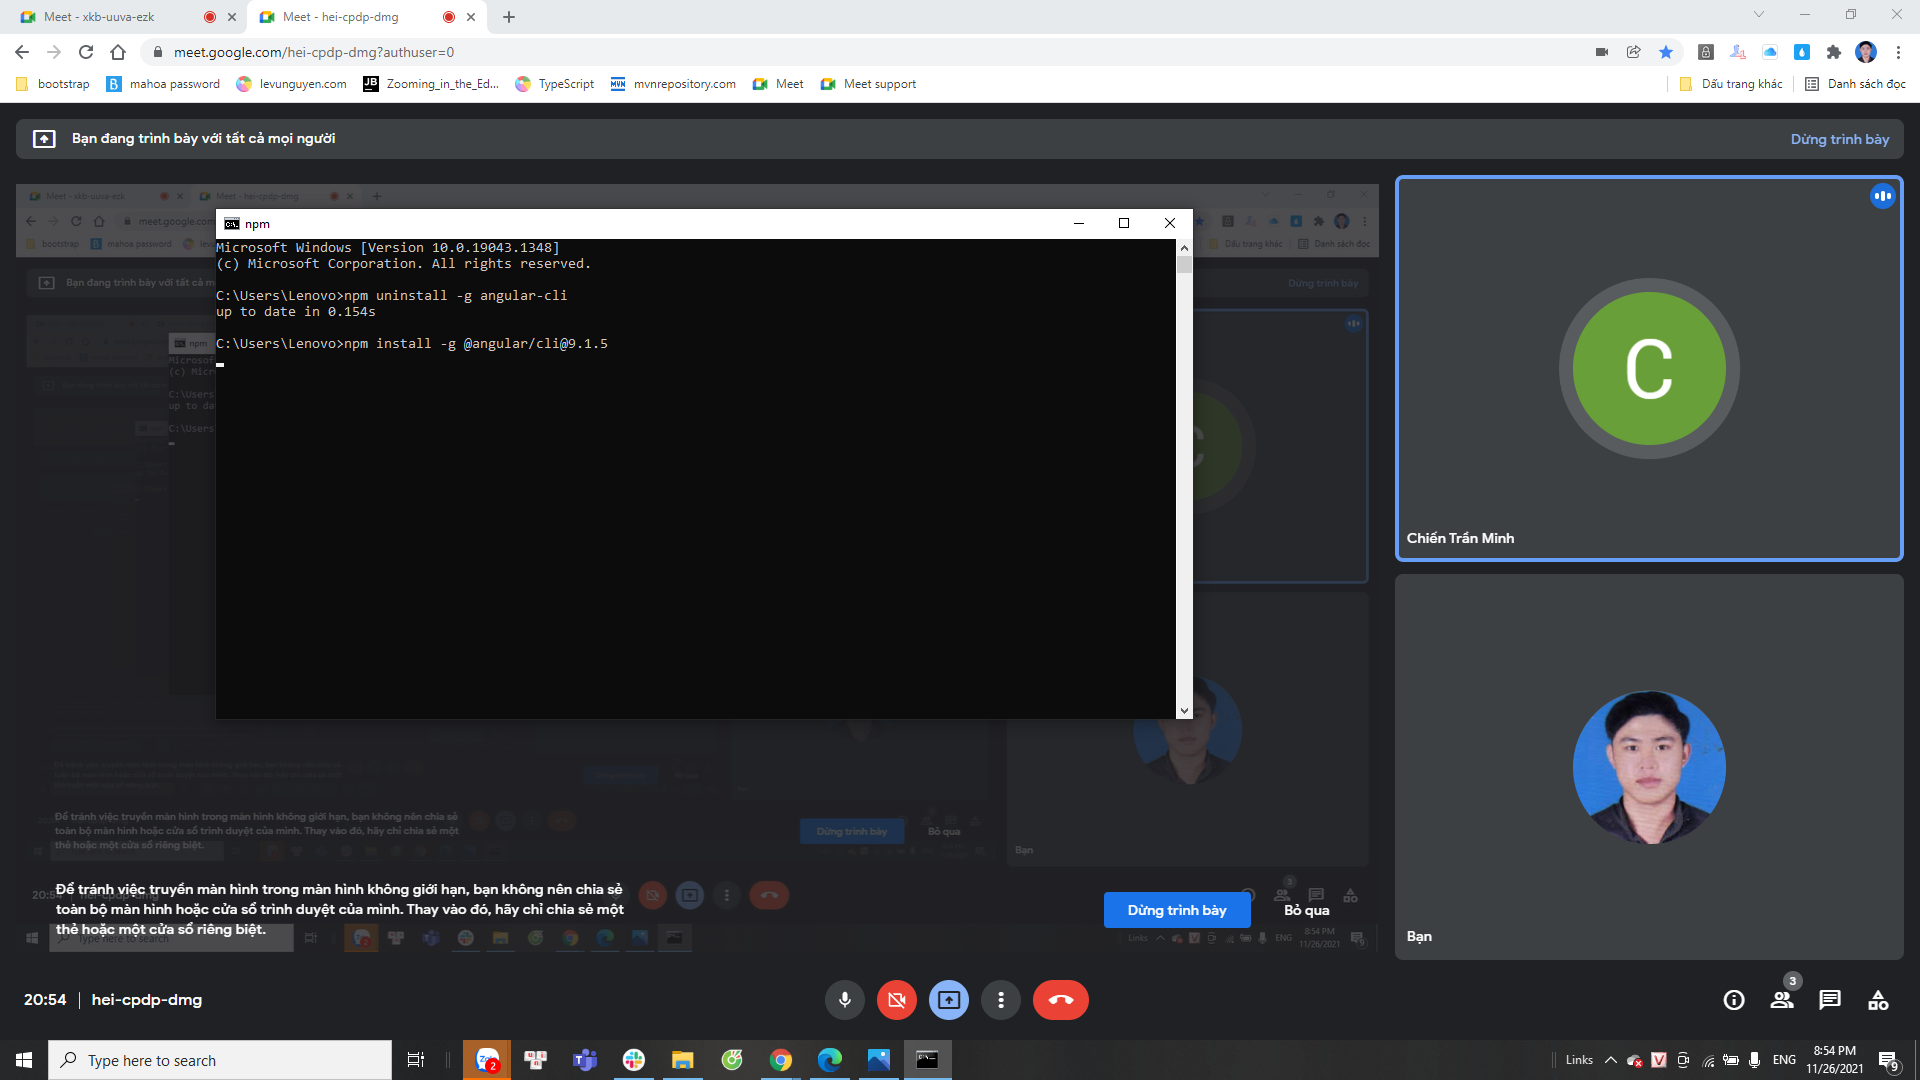 Meet - xkb-uuva-ezk
Meet - hei-cpdp-dmg
meet.google.com/hei-cpdp-dmg?authuser=0
bootstrap
mahoa password
levunguyen.com
Zooming_in_the_Ed...
TypeScript
mvnrepository.com
Meet
Meet support
Dấu trang khác
Danh sách đọc
Bạn đang trình bày với tất cả mọi người
Dừng trình bày
npm
Microsoft Windows [Version 10.0.19043.1348]
(c) Microsoft Corporation. All rights reserved.
C:\Users\Lenovo>npm uninstall -g angular-cli
up to date in 0.154s
C:\Users\Lenovo>npm install -g @angular/cli@9.1.5
C
Chiến Trần Minh
Bạn
Để tránh việc truyền màn hình trong màn hình không giới hạn, bạn không nên chia sẻ
toàn bộ màn hình hoặc cửa sổ trình duyệt của mình. Thay vào đó, hãy chỉ chia sẻ một
thẻ hoặc một cửa sổ riêng biệt.
Dừng trình bày
Bỏ qua
20:54 | hei-cpdp-dmg
3
Type here to search
2
Links
ENG
8:54 PM
11/26/2021
9